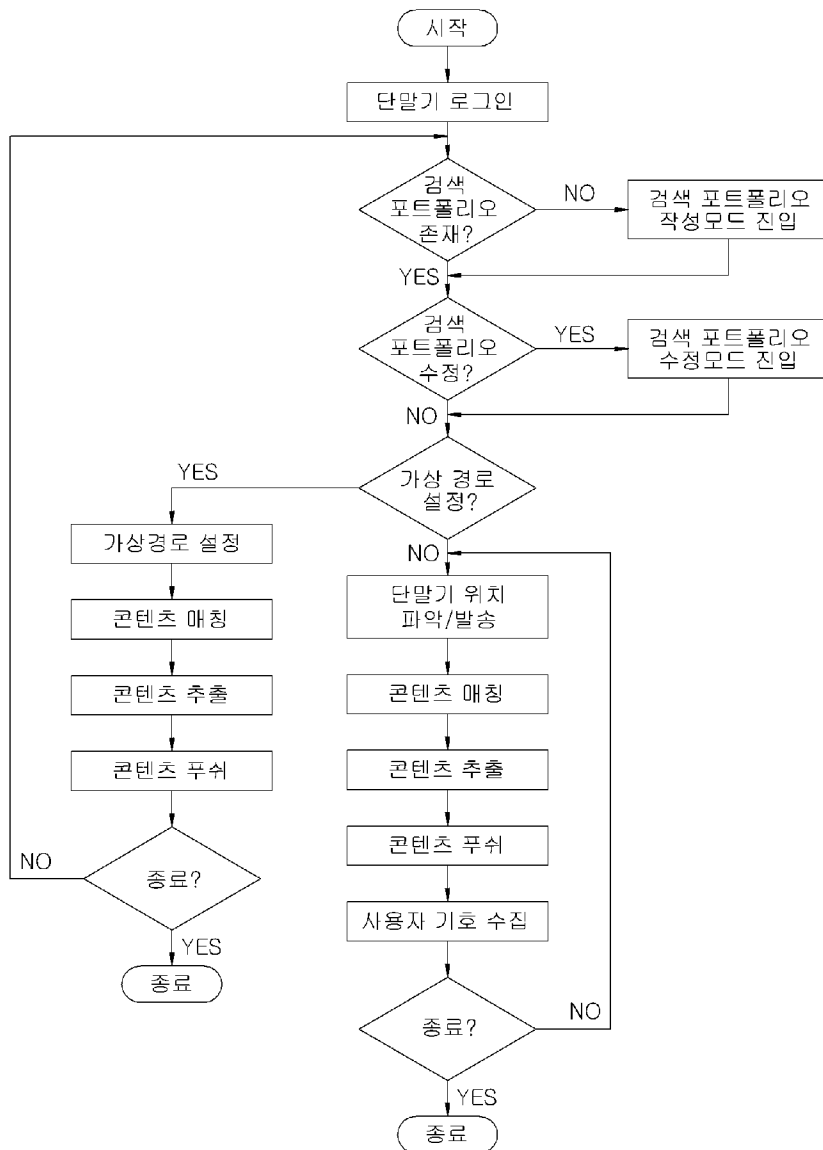 시작
단말기 로그인
검색
포트폴리오
존재?
NO
검색 포트폴리오
작성모드 진입
YES
검색
포트폴리오
수정?
YES
검색 포트폴리오
수정모드 진입
NO
가상 경로
설정?
YES
가상경로 설정
콘텐츠 매칭
콘텐츠 추출
콘텐츠 푸쉬
종료?
NO
YES
종료
NO
단말기 위치
파악/발송
콘텐츠 매칭
콘텐츠 추출
콘텐츠 푸쉬
사용자 기호 수집
종료?
NO
YES
종료